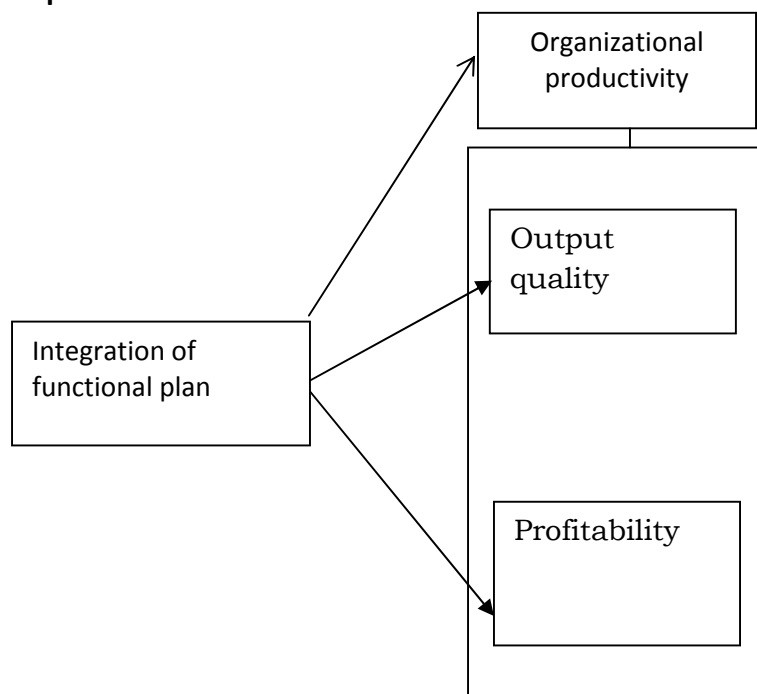 Organizational
productivity
Output
quality
Integration of
functional plan
Profitability